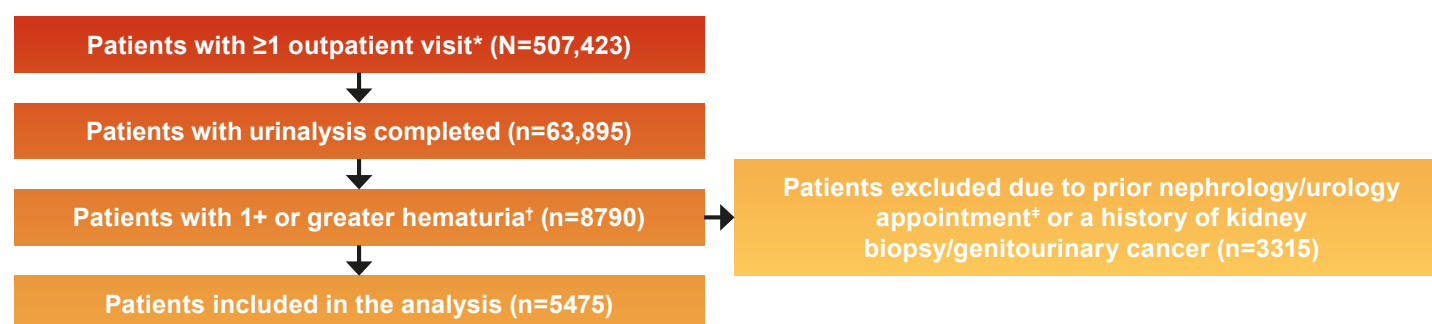 Patients with ≥1 outpatient visit* (N=507,423)
Patients with urinalysis completed (n=63,895)
Patients with 1+ or greater hematuria† (n=8790)
Patients excluded due to prior nephrology/urology
appointment‡ or a history of kidney
biopsy/genitourinary cancer (n=3315)
Patients included in the analysis (n=5475)